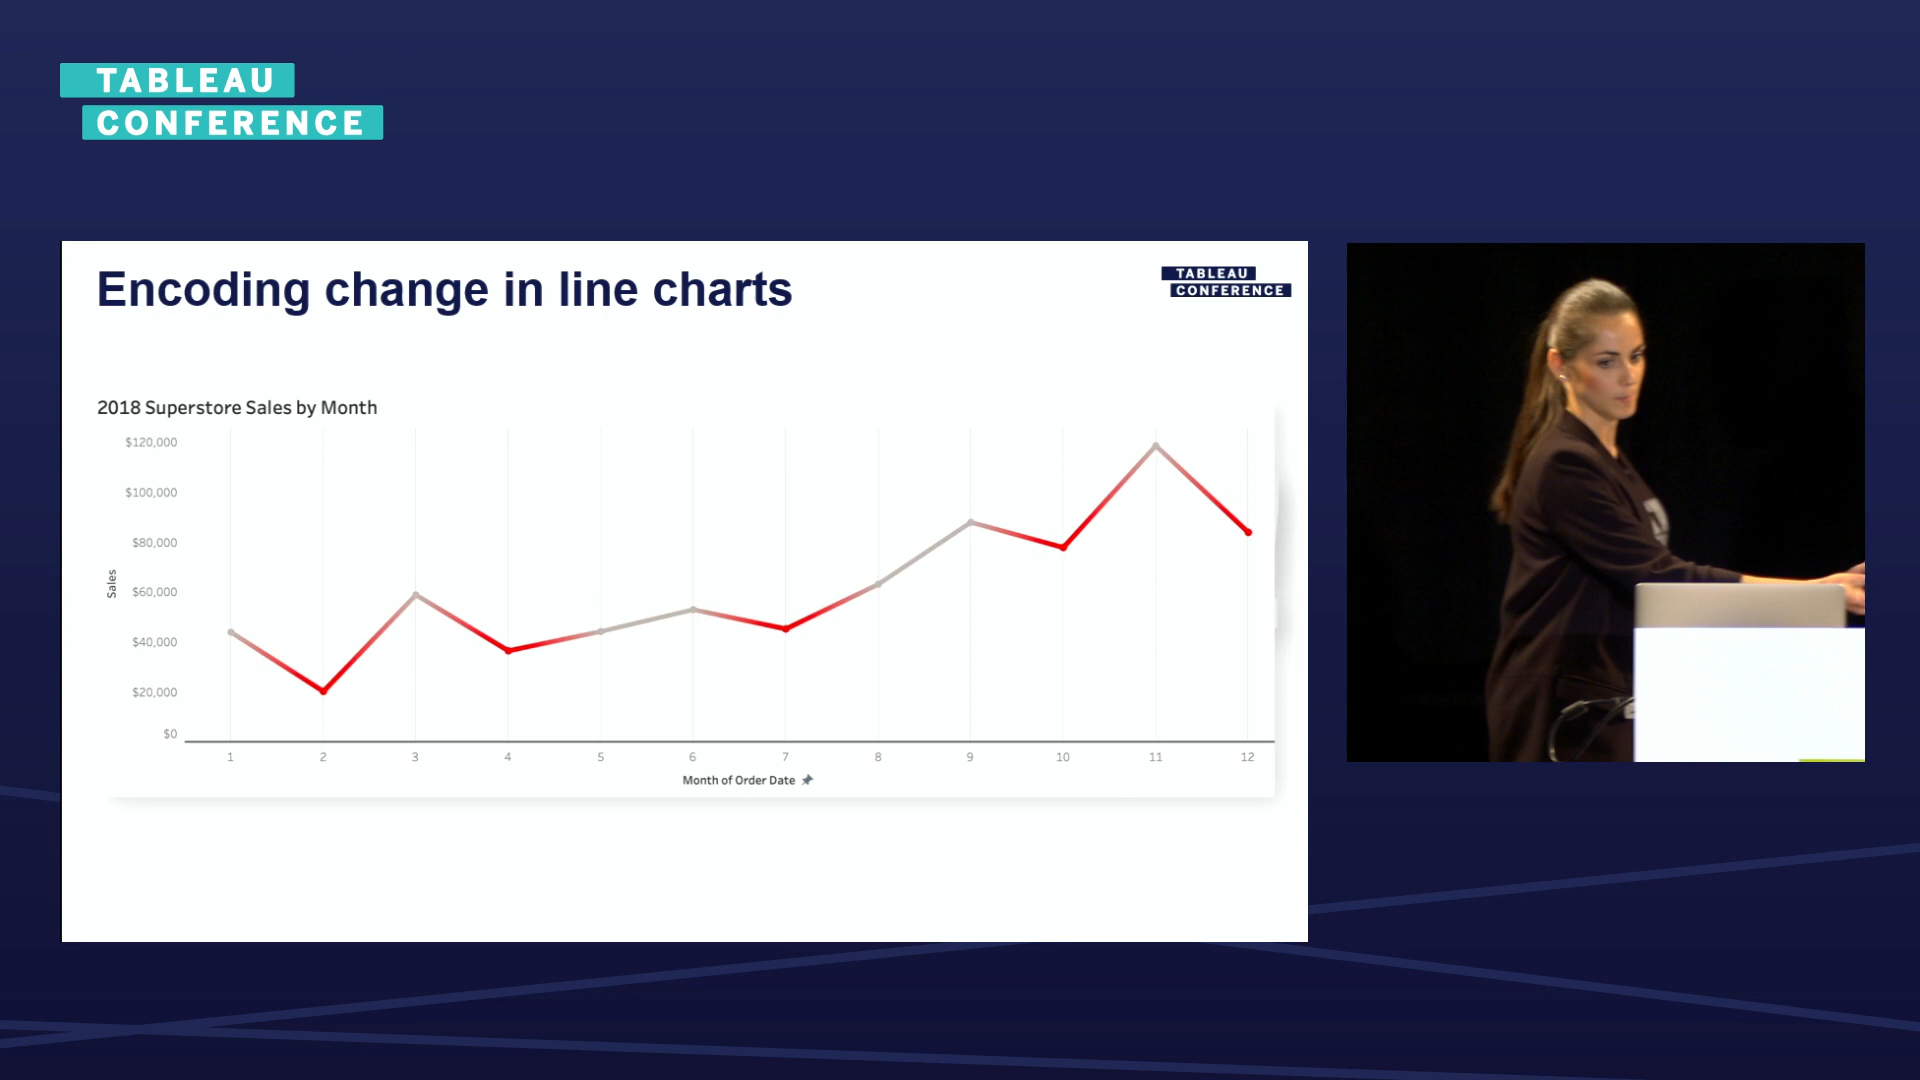 TABLEAU
CONFERENCE
Encoding change in line charts
TABLEAU
CONFERENCE
2018 Superstore Sales by Month
$120,000
$100,000
$80,000
$60,000
$40,000
$20,000
$0
Sales
1 2 3 4 5 6 7 8 9 10 11 12
Month of Order Date